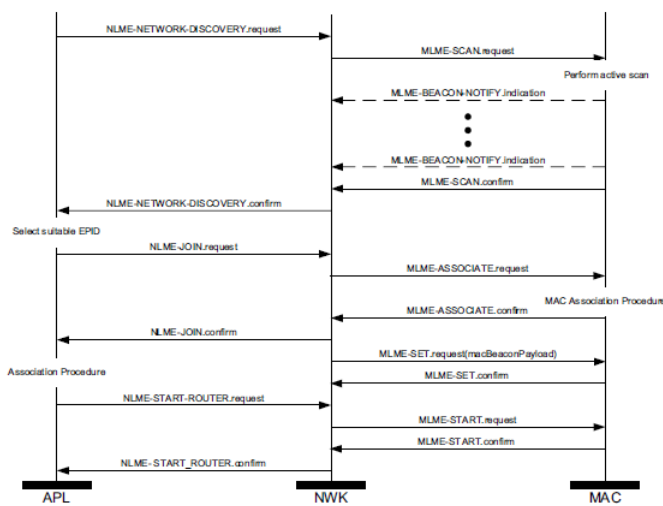 NLME-NETWORK-DISCOVERY.request
MLME-SCAN.request
Perform active scan
MLME-BEACON-NOTIFY.indication
MLME-BEACON-NOTIFY.indication
MLME-SCAN.confirm
NLME-NETWORK-DISCOVERY.confirm
Select suitable EPID
NLME-JOIN.request
MLME-ASSOCIATE.request
MAC Association Procedure
MLME-ASSOCIATE.confirm
NLME-JOIN.confirm
MLME-SET.request(macBeaconPayload)
Association Procedure
MLME-SET.confirm
NLME-START-ROUTER.request
MLME-START.request
MLME-START.confirm
NLME-START_ROUTER.confirm
APL
NWK
MAC